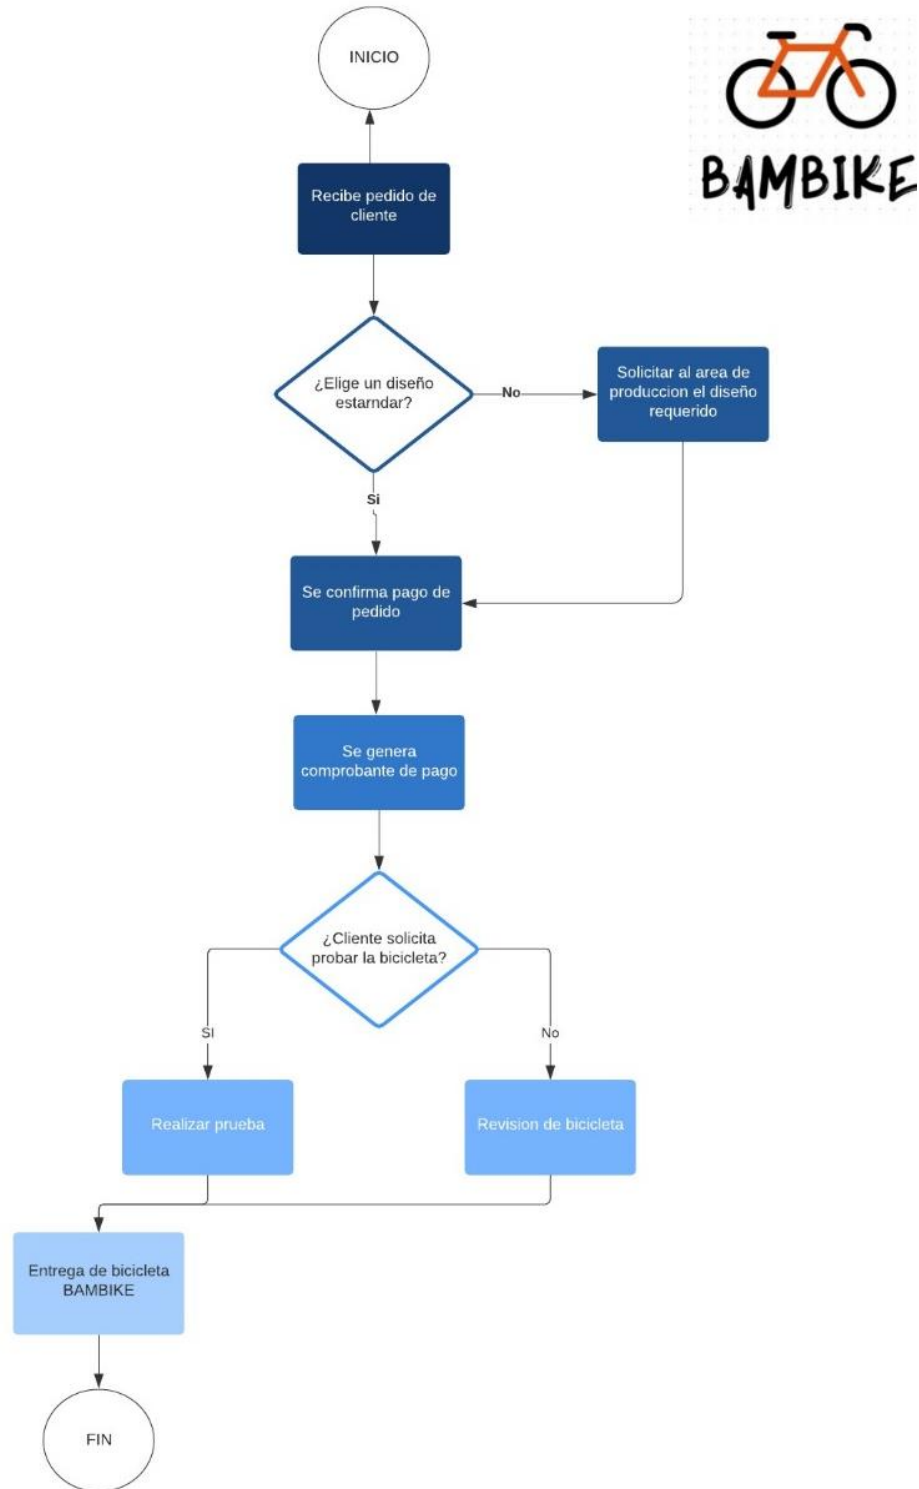 INICIO
BAMBIKE
Recibe pedido de
cliente
¿Elige un diseño
estarndar?
No
Solicitar al area de
produccion el diseño
requerido
Si
Se confirma pago de
pedido
Se genera
comprobante de pago
¿Cliente solicita
probar la bicicleta?
SI
No
Realizar prueba
Revision de bicicleta
Entrega de bicicleta
BAMBIKE
FIN